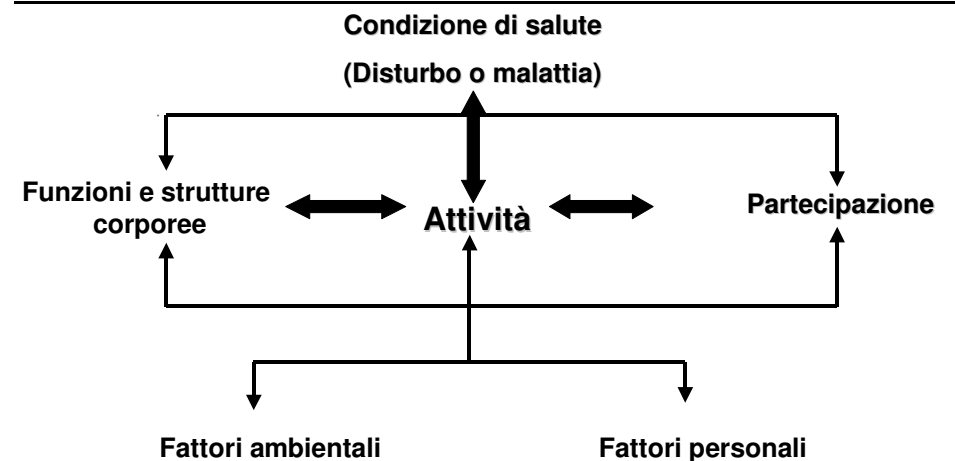 Condizione di salute
(Disturbo o malattia)
Funzioni e strutture
corporee
Attività
Partecipazione
Fattori ambientali
Fattori personali